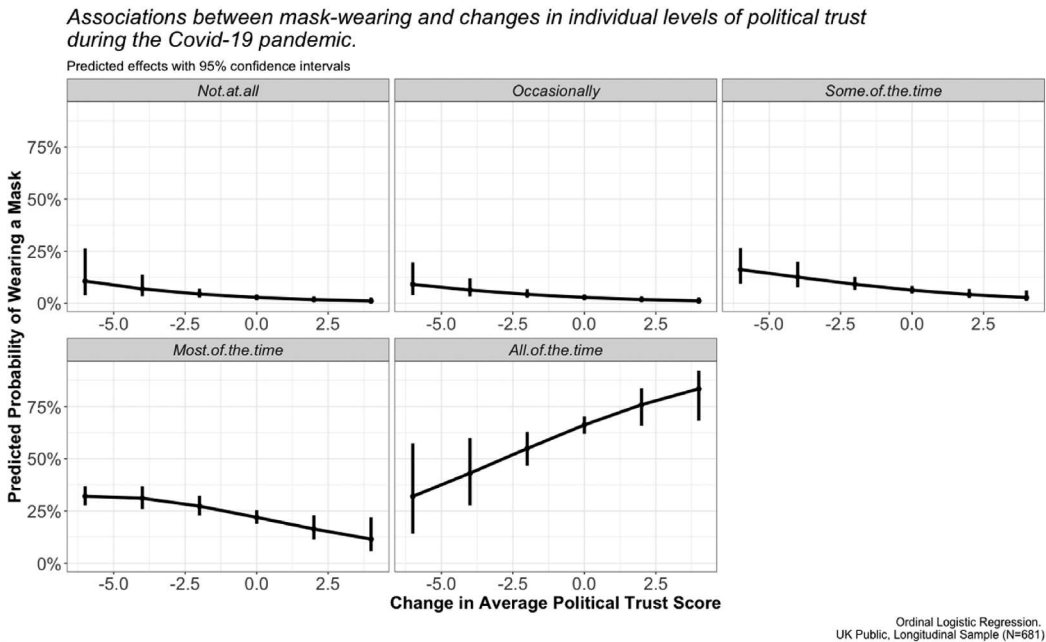 Associations between mask-wearing and changes in individual levels of political trust
during the Covid-19 pandemic.
Predicted effects with 95% confidence intervals
Not.at.all
Occasionally
Some.of.the.time
75%
50%
25%
0%
-5.0 -2.5 0.0 2.5
-5.0 -2.5 0.0 2.5
-5.0 -2.5 0.0 2.5
Most.of.the.time
All.of.the.time
75%
50%
25%
0%
-5.0 -2.5 0.0 2.5
-5.0 -2.5 0.0 2.5
Predicted Probability of Wearing a Mask
Change in Average Political Trust Score
Ordinal Logistic Regression.
UK Public, Longitudinal Sample (N=681)